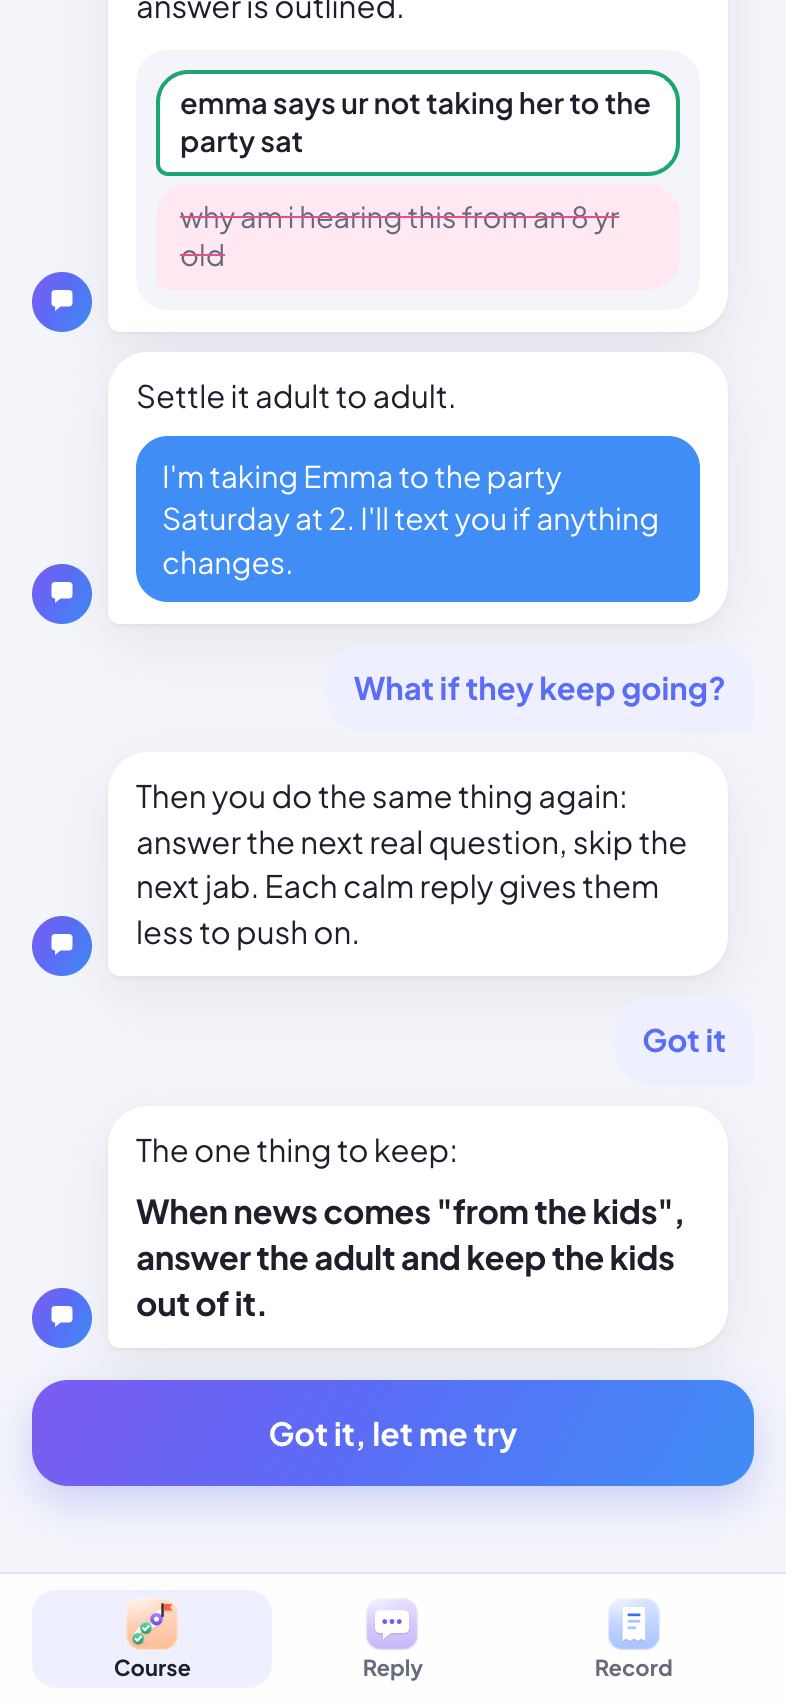 answer is outlined.
emma says ur not taking her to the
party sat
why am i hearing this from an 8 yr
old
Settle it adult to adult.
I'm taking Emma to the party
Saturday at 2. I'll text you if anything
changes.
What if they keep going?
Then you do the same thing again:
answer the next real question, skip the
next jab. Each calm reply gives them
less to push on.
Got it
The one thing to keep:
When news comes "from the kids",
answer the adult and keep the kids
out of it.
Got it, let me try
Course
Reply
Record